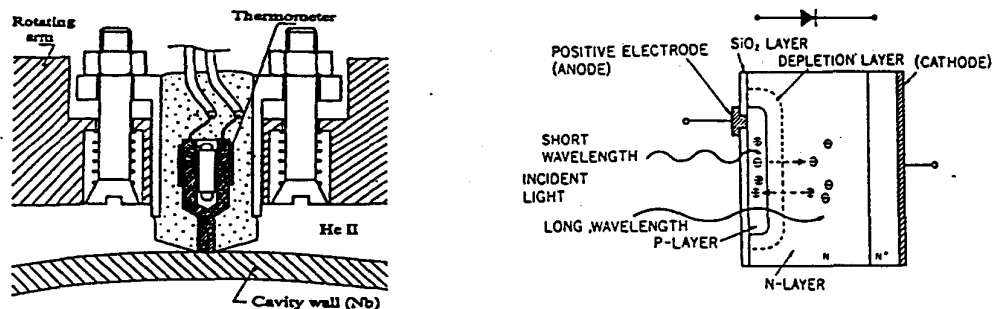 Rotating
arm
Thermometer
He II
Cavity wall (Nb)
POSITIVE ELECTRODE
(ANODE)
SiO₂ LAYER
DEPLETION LAYER (CATHODE)
SHORT
WAVELENGTH
INCIDENT
LIGHT
LONG WAVELENGTH
P-LAYER
N N⁺
N-LAYER